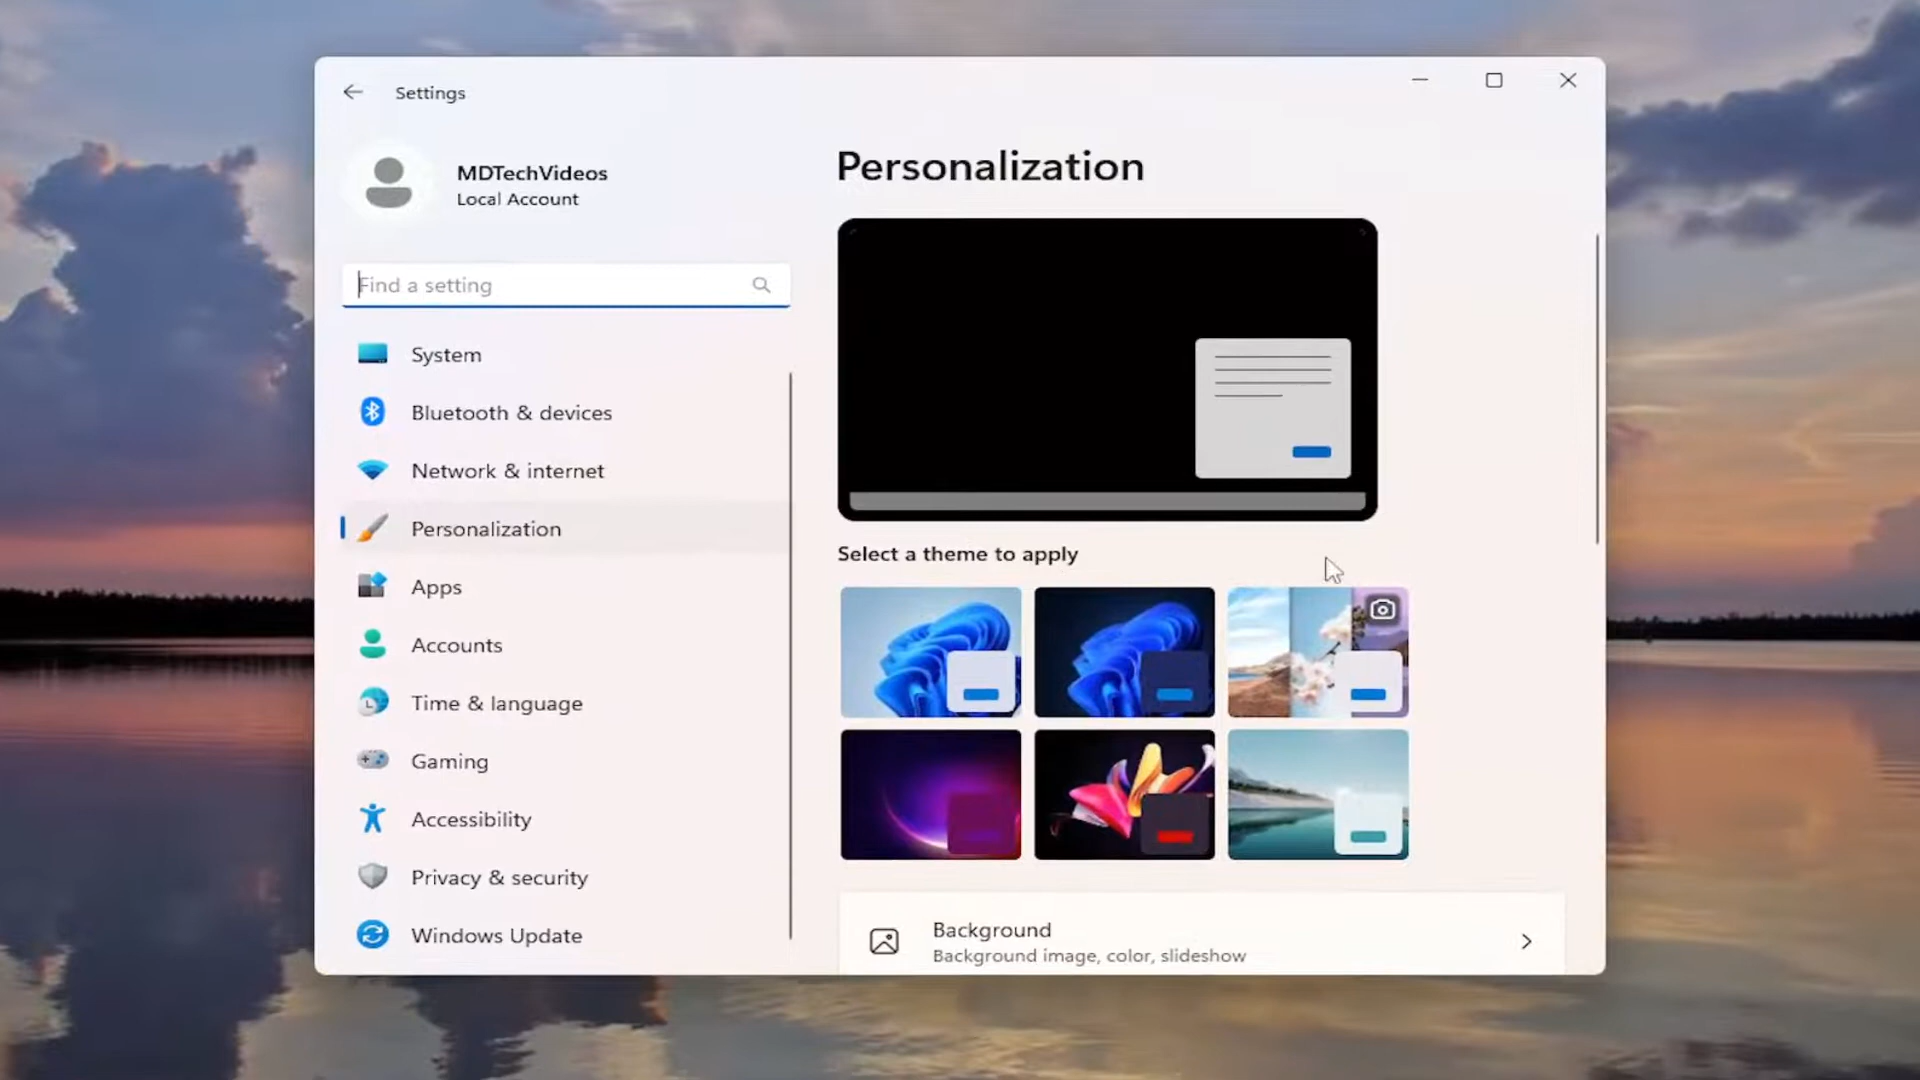 Settings
MDTechVideos
Local Account
Find a setting
System
Bluetooth & devices
Network & internet
Personalization
Apps
Accounts
Time & language
Gaming
Accessibility
Privacy & security
Windows Update
Personalization
Select a theme to apply
Background
Background image, color, slideshow